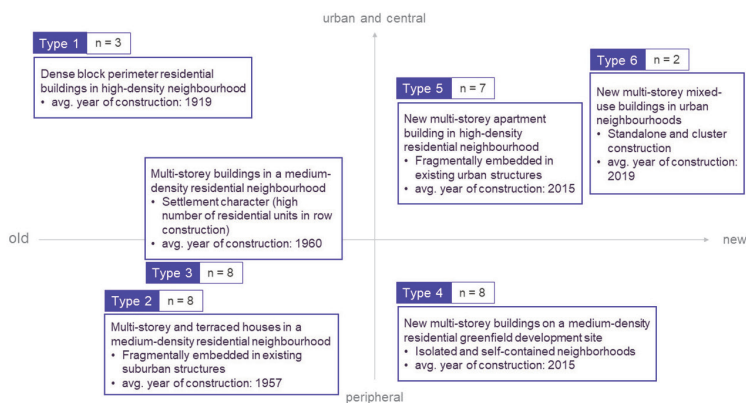 urban and central
Type 1 n = 3
Dense block perimeter residential
buildings in high-density neighbourhood
• avg. year of construction: 1919
Type 6 n = 2
New multi-storey mixed-
use buildings in urban
neighbourhoods
• Standalone and cluster
construction
• avg. year of construction:
2019
Type 5 n = 7
New multi-storey apartment
building in high-density
residential neighbourhood
• Fragmentally embedded in
existing urban structures
• avg. year of construction: 2015
Multi-storey buildings in a medium-
density residential neighbourhood
• Settlement character (high
number of residential units in row
construction)
• avg. year of construction: 1960
Type 3 n = 8
old
new
Type 2 n = 8
Multi-storey and terraced houses in a
medium-density residential neighbourhood
• Fragmentally embedded in existing
suburban structures
• avg. year of construction: 1957
Type 4 n = 8
New multi-storey buildings on a medium-density
residential greenfield development site
• Isolated and self-contained neighborhoods
• avg. year of construction: 2015
peripheral